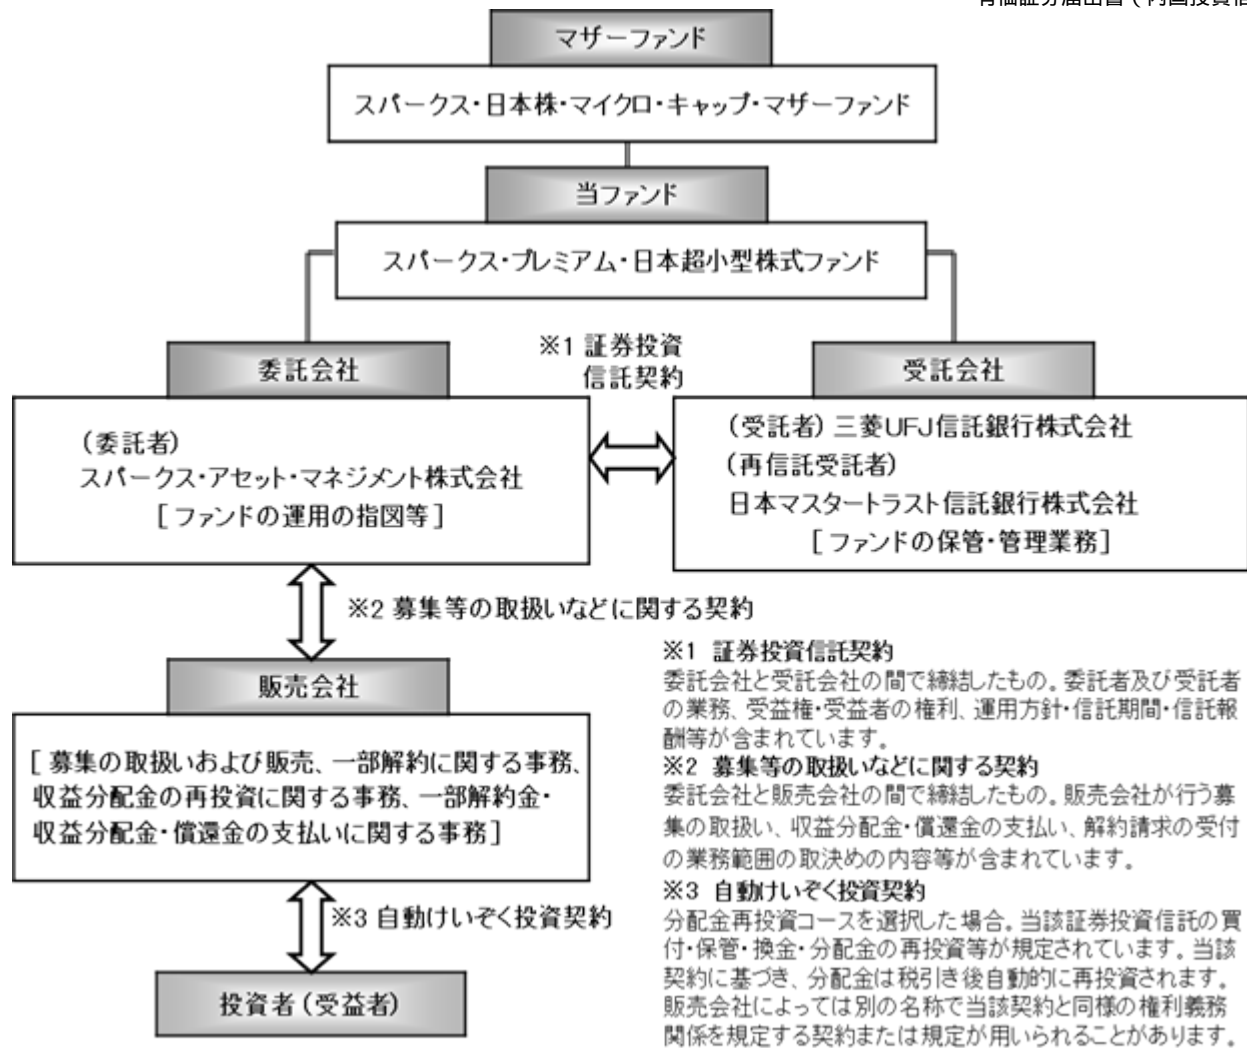 マザーファンド
スパークス・日本株・マイクロ・キャップ・マザーファンド
当ファンド
スパークス・プレミアム・日本超小型株式ファンド
委託会社
(委託者)
スパークス・アセット・マネジメント株式会社
[ファンドの運用の指図等]
※1 証券投資
信託契約
受託会社
(受託者)三菱UFJ信託銀行株式会社
(再信託受託者)
日本マスタートラスト信託銀行株式会社
[ファンドの保管・管理業務]
※2 募集等の取扱いなどに関する契約
販売会社
[募集の取扱いおよび販売、一部解約に関する事務、
収益分配金の再投資に関する事務、一部解約金・
収益分配金・償還金の支払いに関する事務]
※3 自動けいぞく投資契約
投資者(受益者)
※1 証券投資信託契約
委託会社と受託会社の間で締結したもの。委託者及び受託者
の業務、受益権・受益者の権利、運用方針・信託期間・信託報
酬等が含まれています。
※2 募集等の取扱いなどに関する契約
委託会社と販売会社の間で締結したもの。販売会社が行う募
集の取扱い、収益分配金・償還金の支払い、解約請求の受付
の業務範囲の取決めの内容等が含まれています。
※3 自動けいぞく投資契約
分配金再投資コースを選択した場合。当該証券投資信託の買
付・保管・換金・分配金の再投資等が規定されています。当該
契約に基づき、分配金は税引き後自動的に再投資されます。
販売会社によっては別の名称で当該契約と同様の権利義務
関係を規定する契約または規定が用いられることがあります。